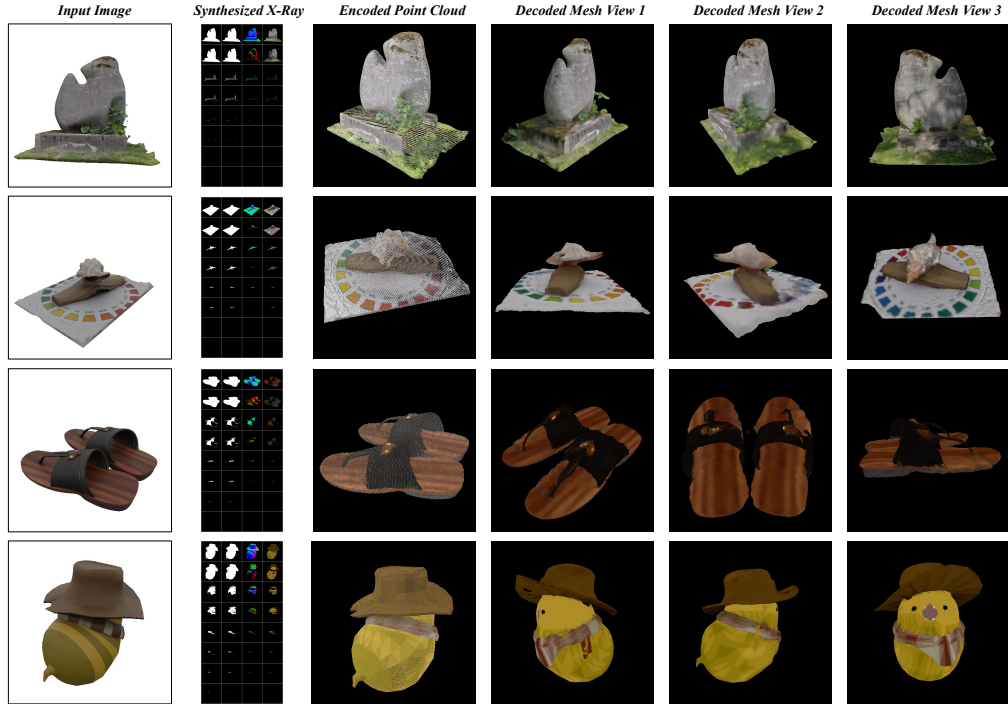 Input Image
Synthesized X-Ray
Encoded Point Cloud
Decoded Mesh View 1
Decoded Mesh View 2
Decoded Mesh View 3